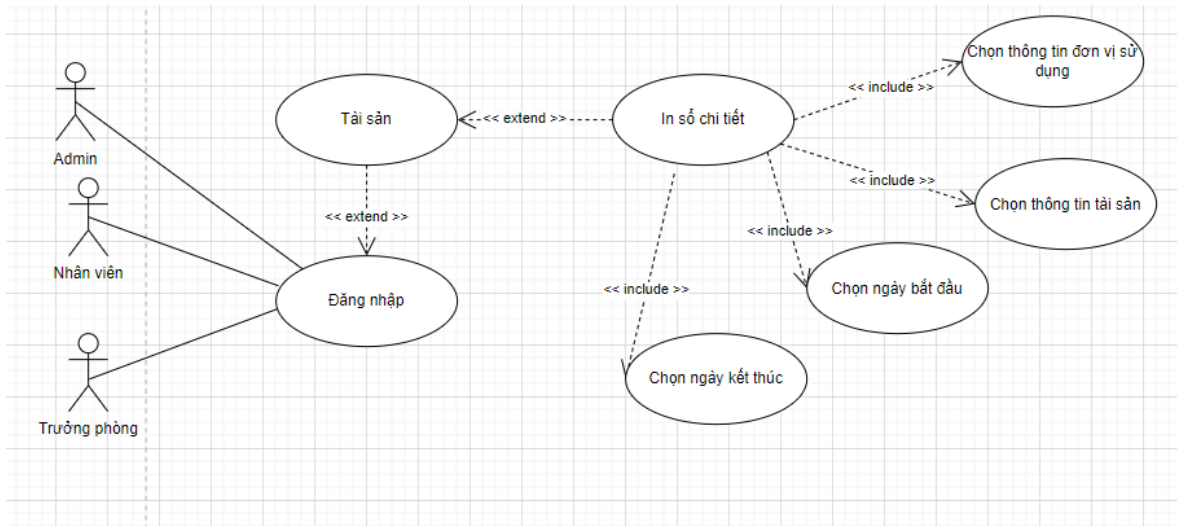 Chọn thông tin đơn vị sử
dụng
<< include >>
Tài sản
<< extend >>
In sổ chi tiết
Admin
<< include >>
Chọn thông tin tài sản
<< extend >>
<< include >>
Nhân viên
<< include >>
Chọn ngày bắt đầu
Đăng nhập
Chọn ngày kết thúc
Trưởng phòng